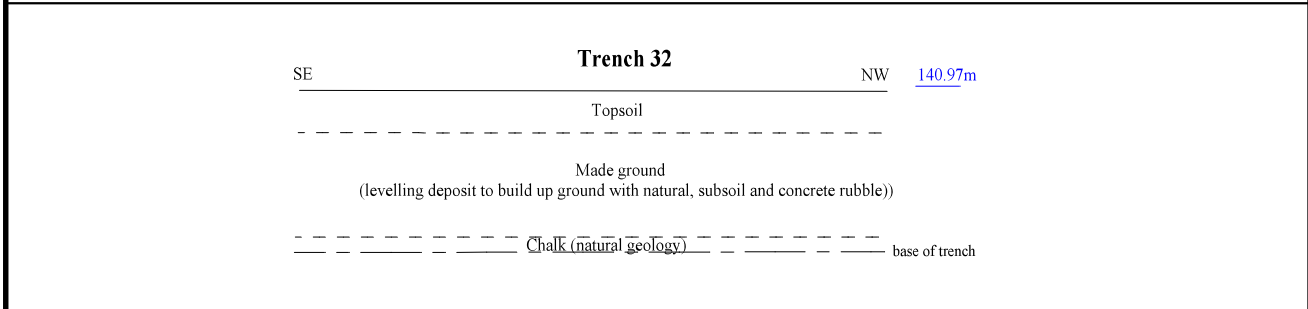 Trench 32
SE NW 140.97m
Topsoil
Made ground
(levelling deposit to build up ground with natural, subsoil and concrete rubble))
Chalk (natural geology)
base of trench